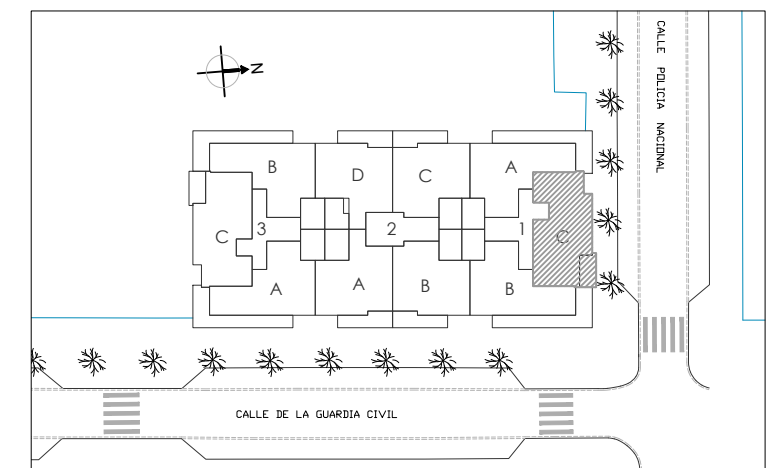 CALLE POLICIA NACIONAL
N
B
D
C
A
C
3
2
1
C
A
A
B
B
CALLE DE LA GUARDIA CIVIL